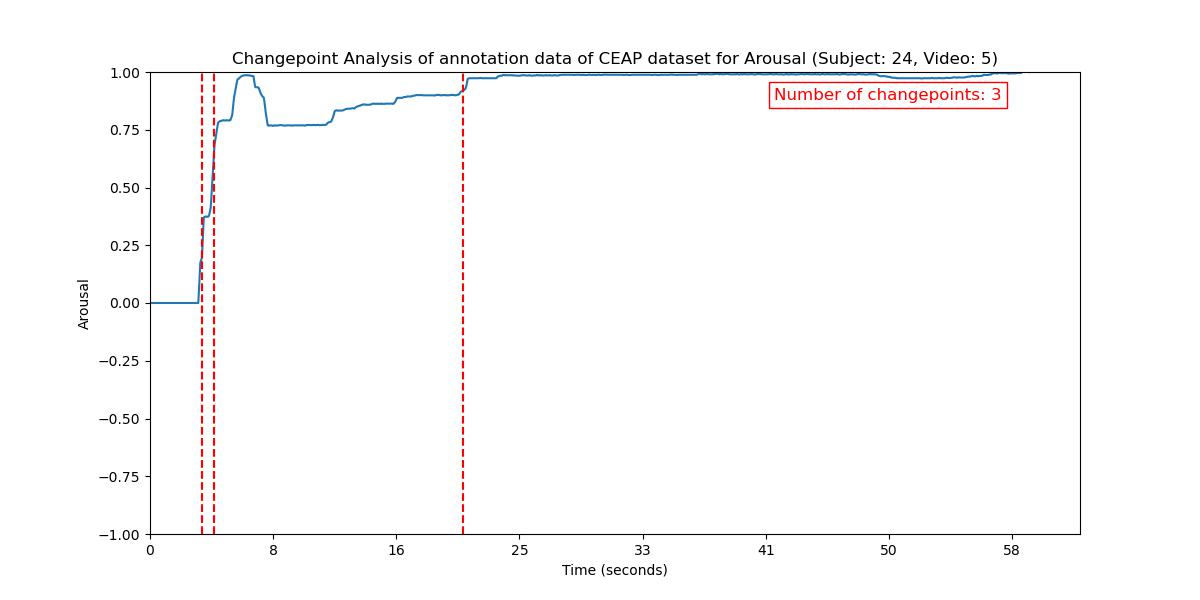 Changepoint Analysis of annotation data of CEAP dataset for Arousal (Subject: 24, Video: 5)
1.00
Number of changepoints: 3
0.75
0.50
0.25
0.00
−0.25
−0.50
−0.75
−1.00
Arousal
0 8 16 25 33 41 50 58
Time (seconds)